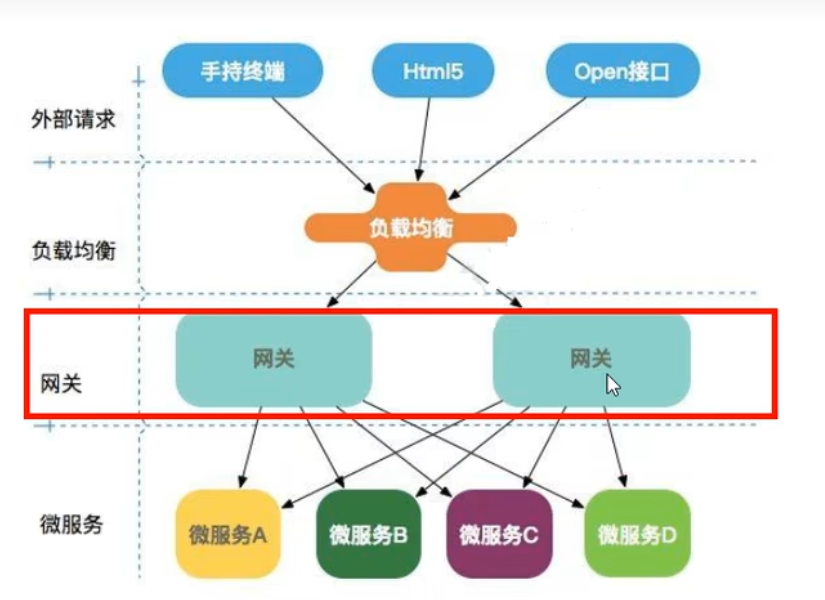 手持终端
Html5
Open接口
外部请求
负载均衡
负载均衡
网关
网关
网关
微服务
微服务A
微服务B
微服务C
微服务D